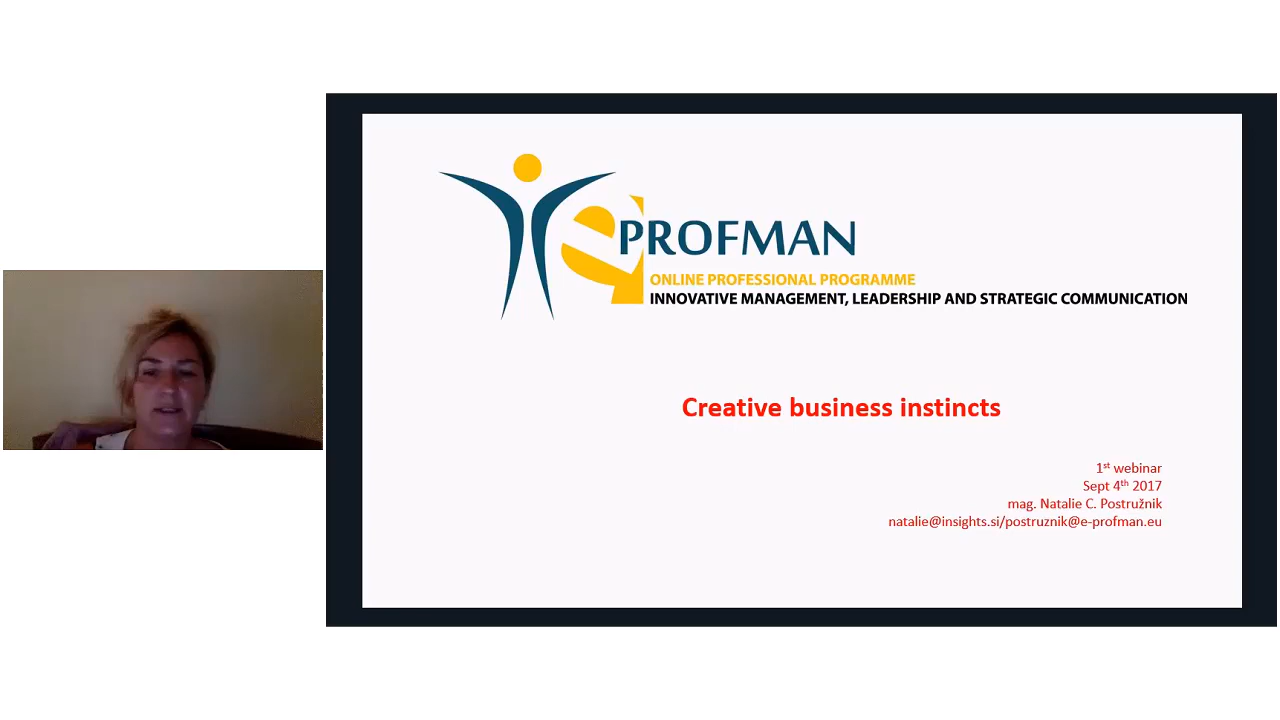 ePROFMAN
ONLINE PROFESSIONAL PROGRAMME
INNOVATIVE MANAGEMENT, LEADERSHIP AND STRATEGIC COMMUNICATION
Creative business instincts
1st webinar
Sept 4th 2017
mag. Natalie C. Postružnik
natalie@insights.si/postruznik@e-profman.eu